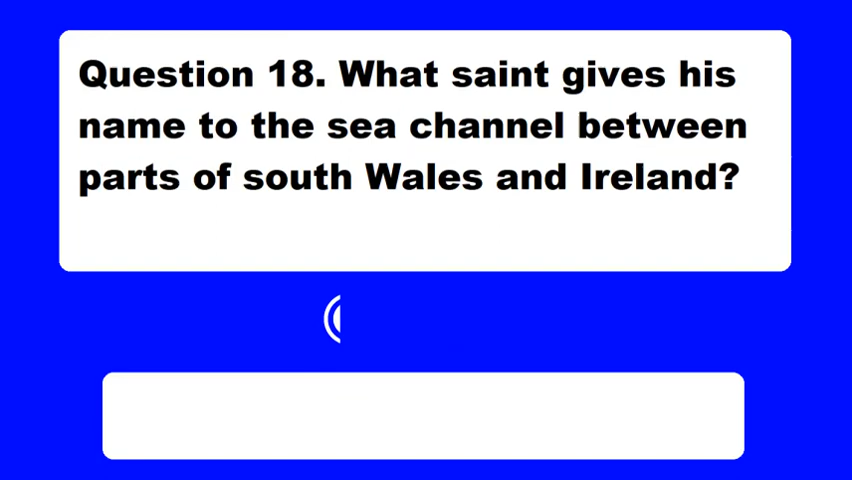 Question 18. What saint gives his
name to the sea channel between
parts of south Wales and Ireland?